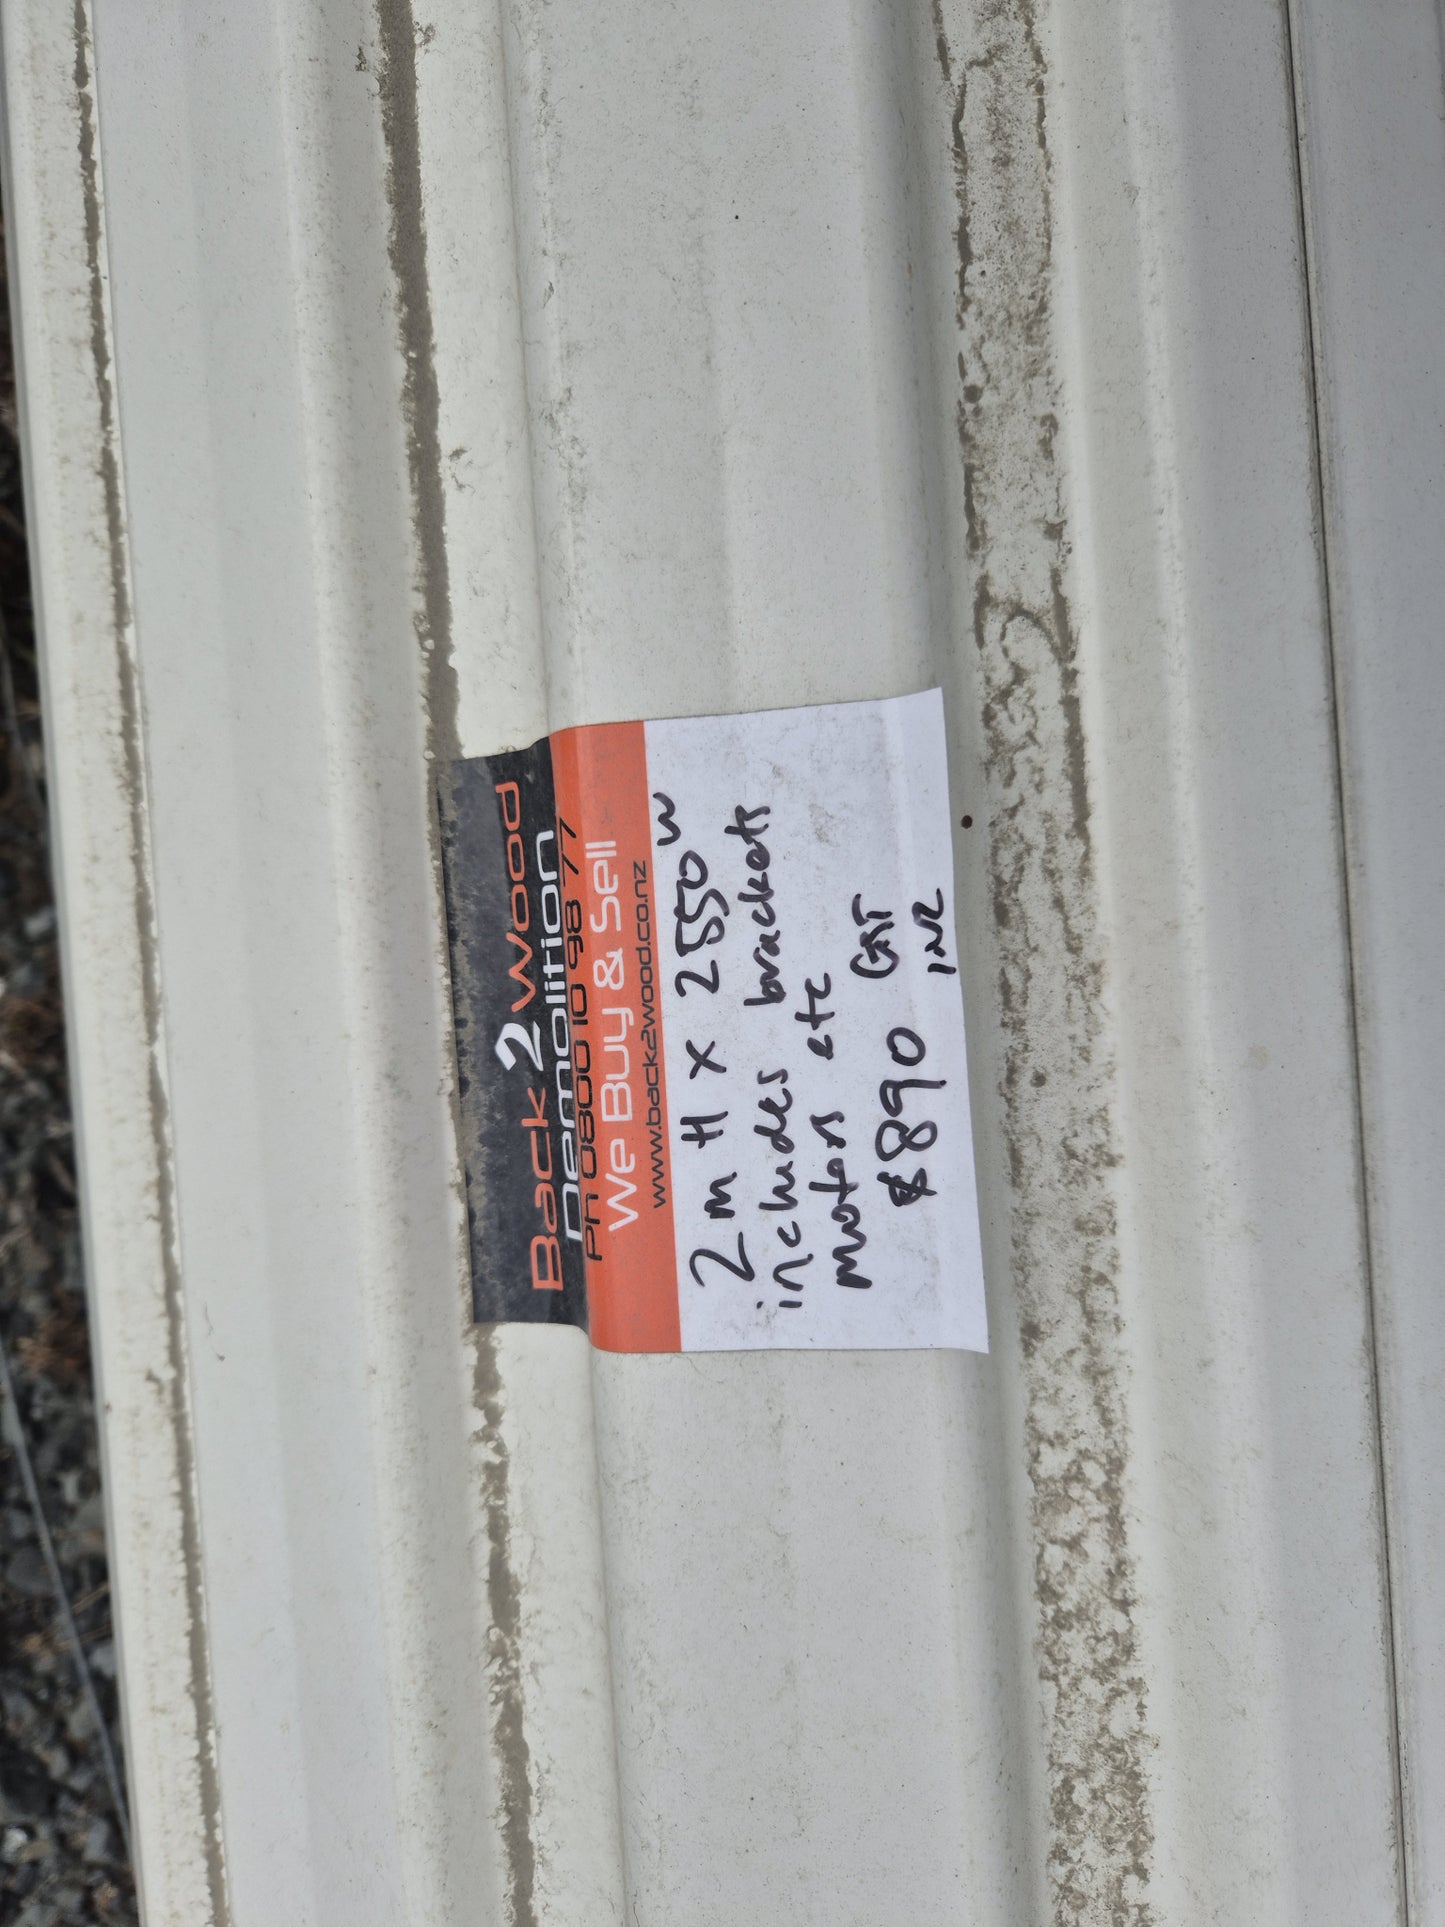 Back 2 Wood
Demolition
Ph 0800 10 98 77
We Buy & Sell
www.back2wood.co.nz
2m H x 2550 W
includes brackets
motors etc
$890 GST
INC